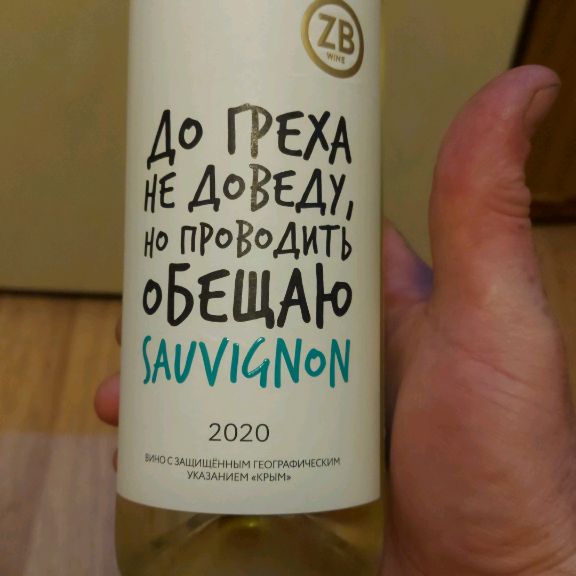 ZB
WINE
ДО ГРЕХА
НЕ ДОВЕДУ,
НО ПРОВОДИТЬ
ОБЕЩАЮ
SAUVIGNON
2020
ВИНО С ЗАЩИЩЁННЫМ ГЕОГРАФИЧЕСКИМ
УКАЗАНИЕМ «КРЫМ»